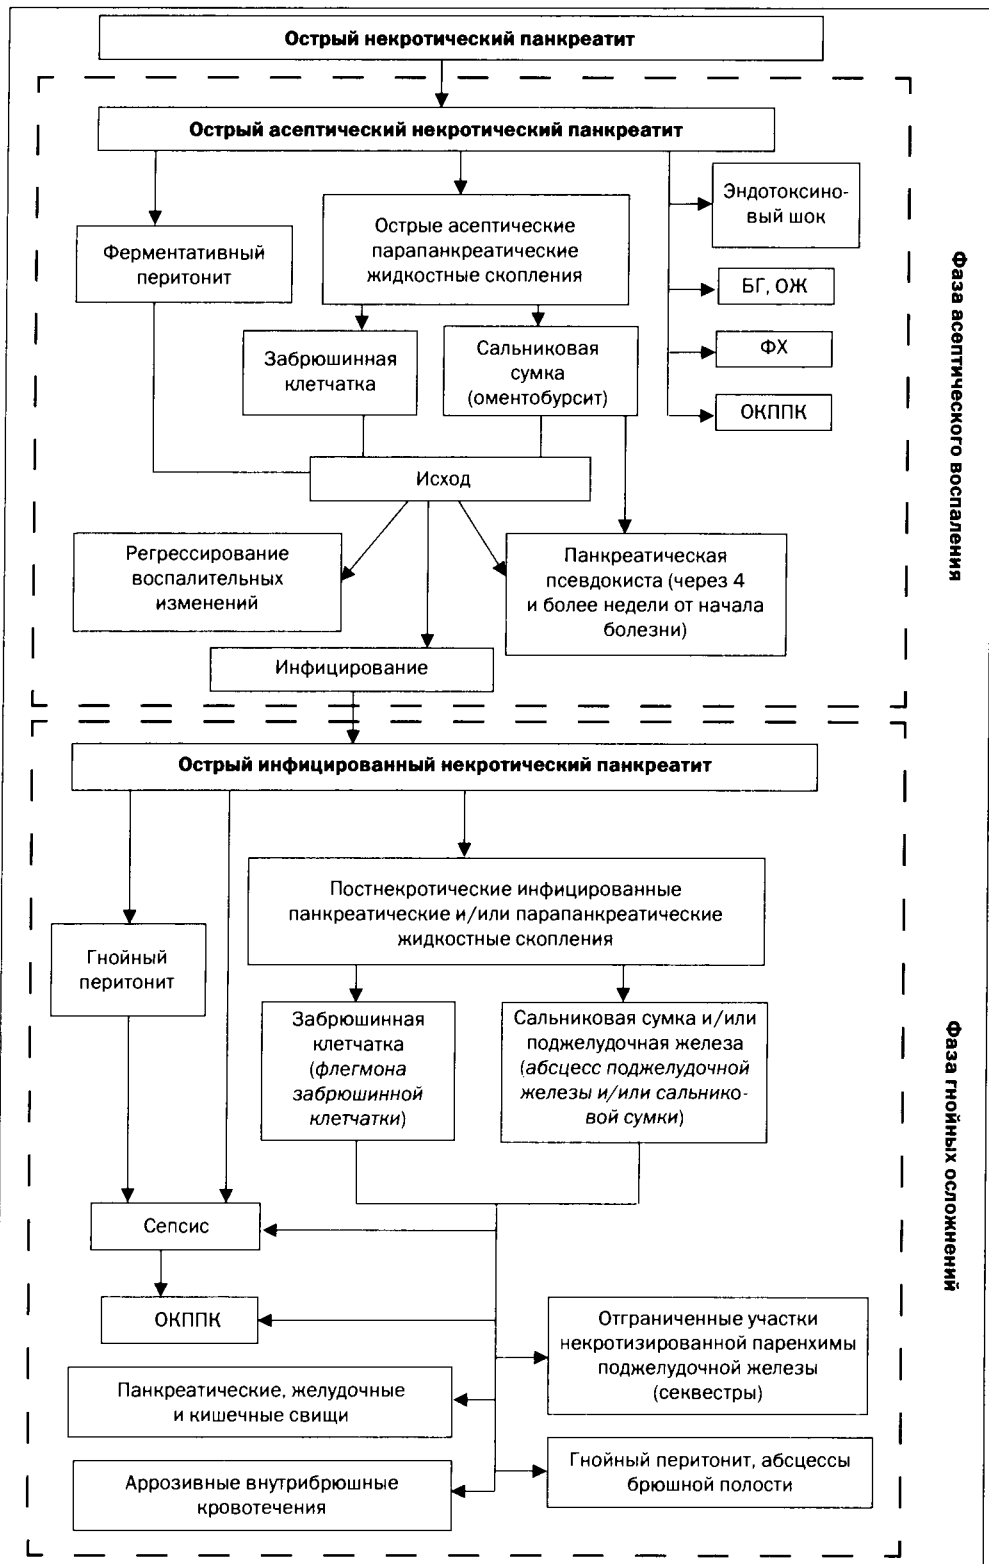 Острый некротический панкреатит
Острый асептический некротический панкреатит
Ферментативный
перитонит
Острые асептические
парапанкреатические
жидкостные скопления
Эндотоксино-
вый шок
БГ, ОЖ
ФХ
ОКППК
Забрюшинная
клетчатка
Сальниковая
сумка
(оментобурсит)
Исход
Регрессирование
воспалительных
изменений
Панкреатическая
псевдокиста (через 4
и более недели от начала
болезни)
Инфицирование
Фаза асептического воспаления
Острый инфицированный некротический панкреатит
Гнойный
перитонит
Постнекротические инфицированные
панкреатические и/или парапанкреатические
жидкостные скопления
Забрюшинная
клетчатка
(флегмона
забрюшинной
клетчатки)
Сальниковая сумка и/или
поджелудочная железа
(абсцесс поджелудочной
железы и/или сальнико-
вой сумки)
Сепсис
ОКППК
Отграниченные участки
некротизированной паренхимы
поджелудочной железы
(секвестры)
Панкреатические, желудочные
и кишечные свищи
Гнойный перитонит, абсцессы
брюшной полости
Аррозивные внутрибрюшные
кровотечения
Фаза гнойных осложнений